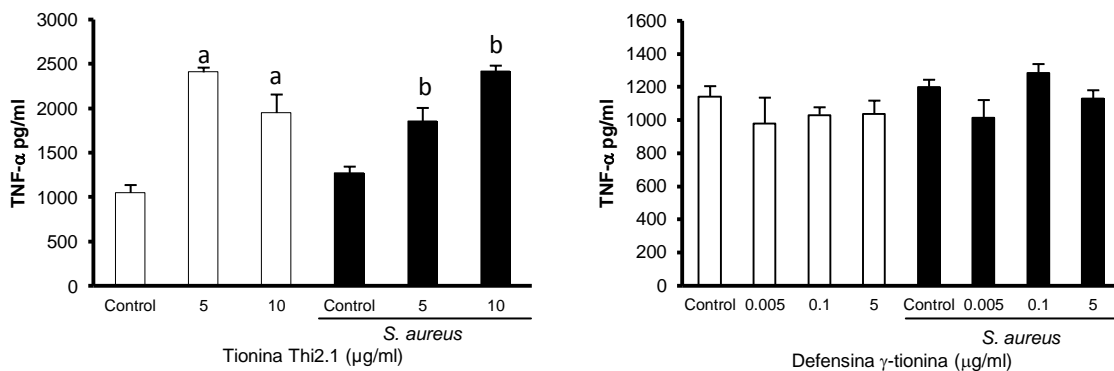 3000
2500
2000
1500
1000
500
0
TNF-α pg/ml
a
a
b
b
Control 5 10 Control 5 10
S. aureus
Tionina Thi2.1 (µg/ml)
1600
1400
1200
1000
800
600
400
200
0
TNF-α pg/ml
Control 0.005 0.1 5 Control 0.005 0.1 5
S. aureus
Defensina γ-tionina (µg/ml)